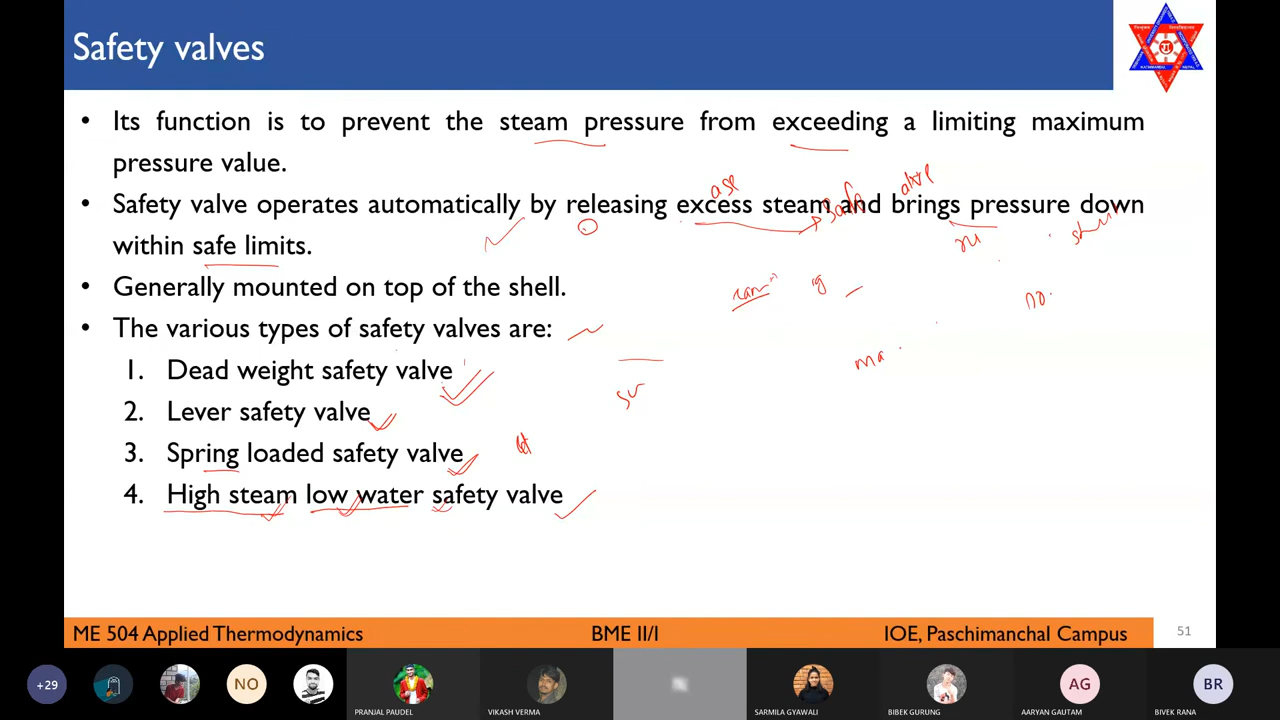 Safety valves
• Its function is to prevent the steam pressure from exceeding a limiting maximum
pressure value.
• Safety valve operates automatically by releasing excess steam and brings pressure down
within safe limits.
• Generally mounted on top of the shell.
• The various types of safety valves are:
1. Dead weight safety valve
2. Lever safety valve
3. Spring loaded safety valve
4. High steam low water safety valve
no.
ma
ME 504 Applied Thermodynamics
BME II/I
IOE, Paschimanchal Campus
51
+29
NO
PRANJAL PAUDEL
VIKASH VERMA
SARMILA GYAWALI
BIBEK GURUNG
AG
AARYAN GAUTAM
BR
BIVEK RANA